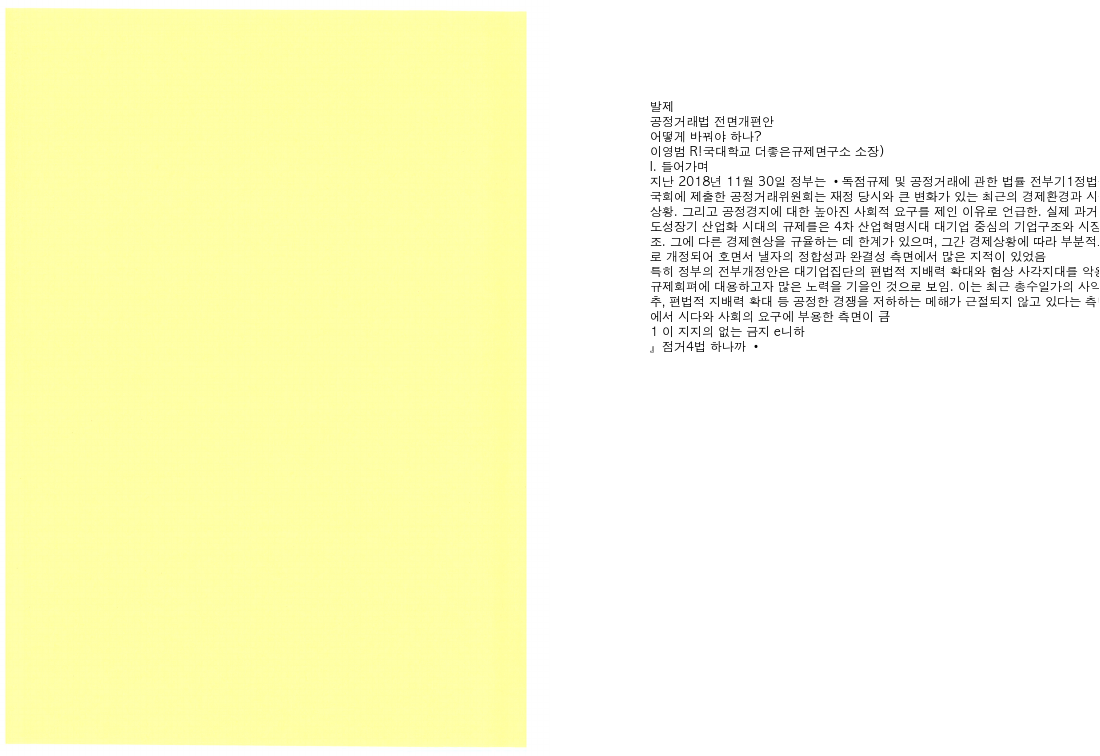 발제
공정거래법 전면개편안
어떻게 바꿔야 하나?
이영범 R!국대학교 더좋은규제면구소 소장)
I. 들어가며
지난 2018년 11월 30일 정부는 •독점규제 및 공정거래에 관한 법률 전부기1정법
국회에 제출한 공정거래위원회는 재정 당시와 큰 변화가 있는 최근의 경제환경과 시
상황. 그리고 공정경지에 대한 높아진 사회적 요구를 제인 이유로 언급한. 실제 과거
도성장기 산업화 시대의 규제를은 4차 산업혁명시대 대기업 중심의 기업구조와 시장
조. 그에 다른 경제현상을 규율하는 데 한계가 있으며, 그간 경제상황에 따라 부분적.
로 개정되어 호면서 낼자의 정합성과 완결성 측면에서 많은 지적이 있었음
특히 정부의 전부개정안은 대기업집단의 편법적 지배력 확대와 험상 사각지대를 악용
규제회펴에 대용하고자 많은 노력을 기을인 것으로 보임. 이는 최근 총수일가의 사익
추, 편법적 지배력 확대 등 공정한 경쟁을 저하하는 메해가 근절되지 않고 있다는 측
에서 시다와 사회의 요구에 부용한 측면이 금
1 이 지지의 없는 금지 e니하
』점거4법 하나까 •